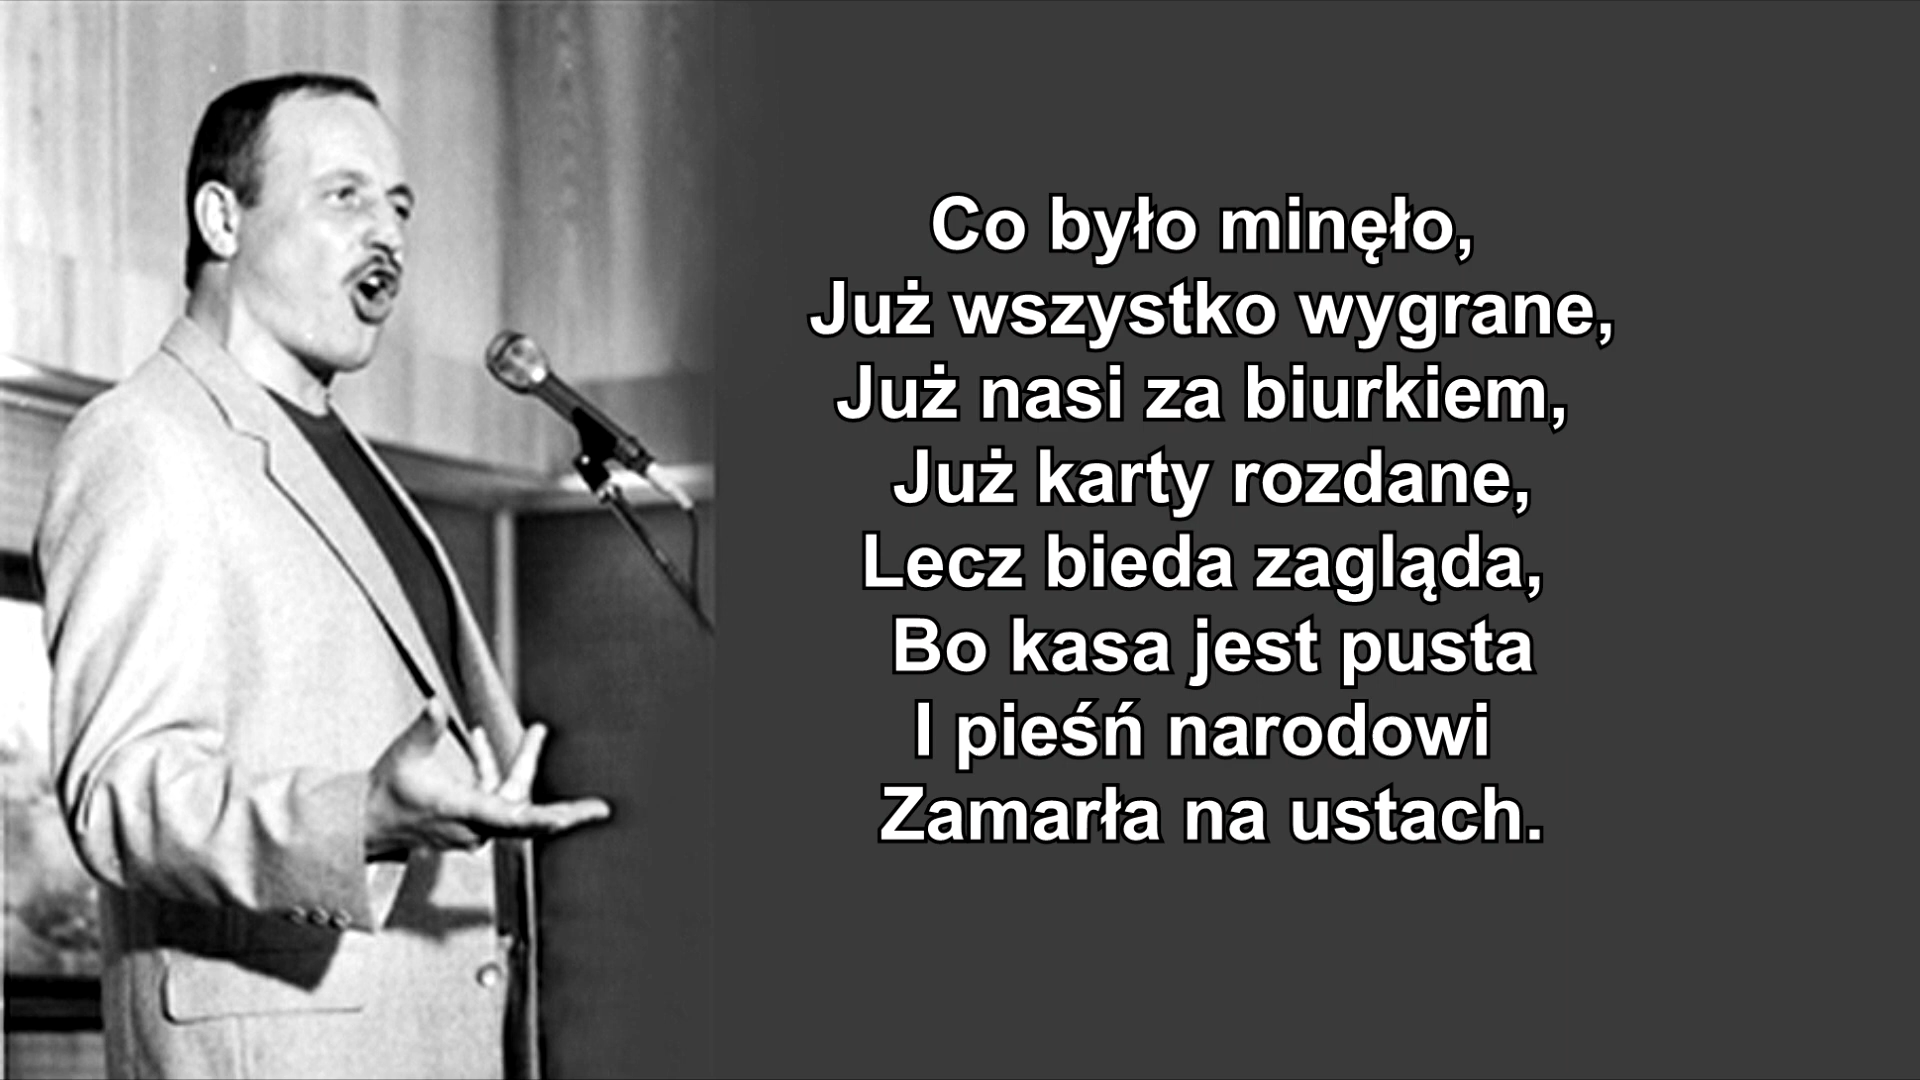 Co było minęło,
Już wszystko wygrane,
Już nasi za biurkiem,
Już karty rozdane,
Lecz bieda zagląda,
Bo kasa jest pusta
I pieśń narodowi
Zamarła na ustach.